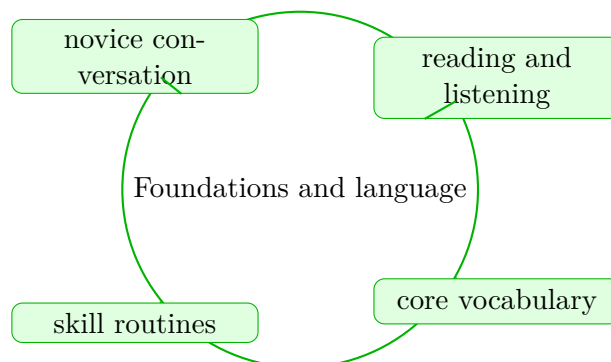 novice con-
versation
reading and
listening
Foundations and language
skill routines
core vocabulary